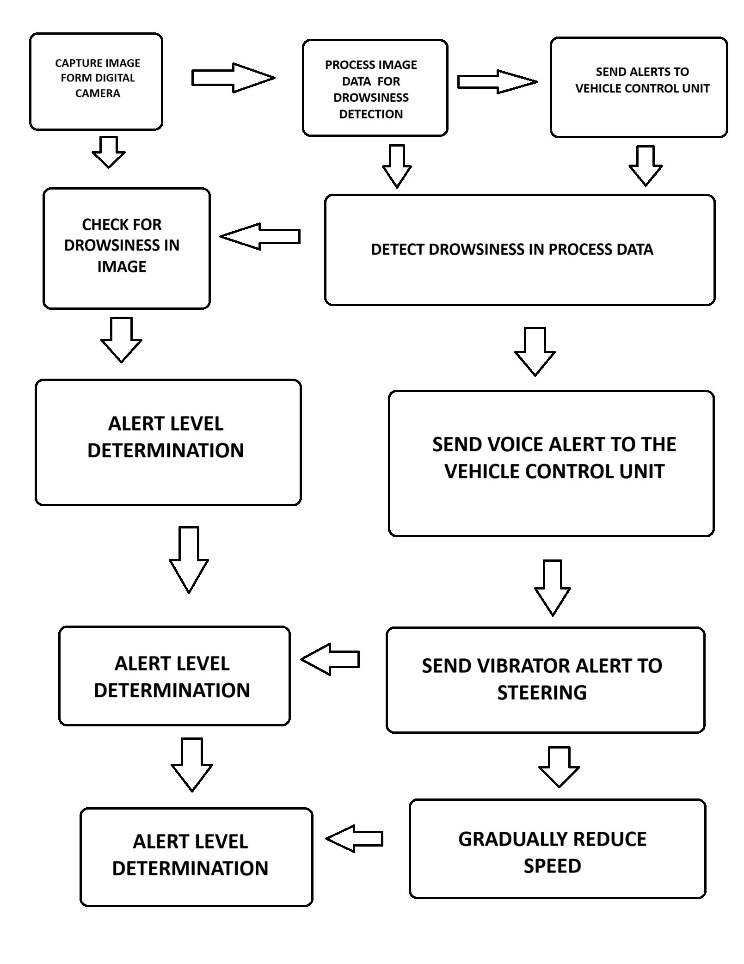 CAPTURE IMAGE
FORM DIGITAL
CAMERA
PROCESS IMAGE
DATA FOR
DROWSINESS
DETECTION
SEND ALERTS TO
VEHICLE CONTROL UNIT
CHECK FOR
DROWSINESS IN
IMAGE
DETECT DROWSINESS IN PROCESS DATA
ALERT LEVEL
DETERMINATION
SEND VOICE ALERT TO THE
VEHICLE CONTROL UNIT
ALERT LEVEL
DETERMINATION
SEND VIBRATOR ALERT TO
STEERING
ALERT LEVEL
DETERMINATION
GRADUALLY REDUCE
SPEED